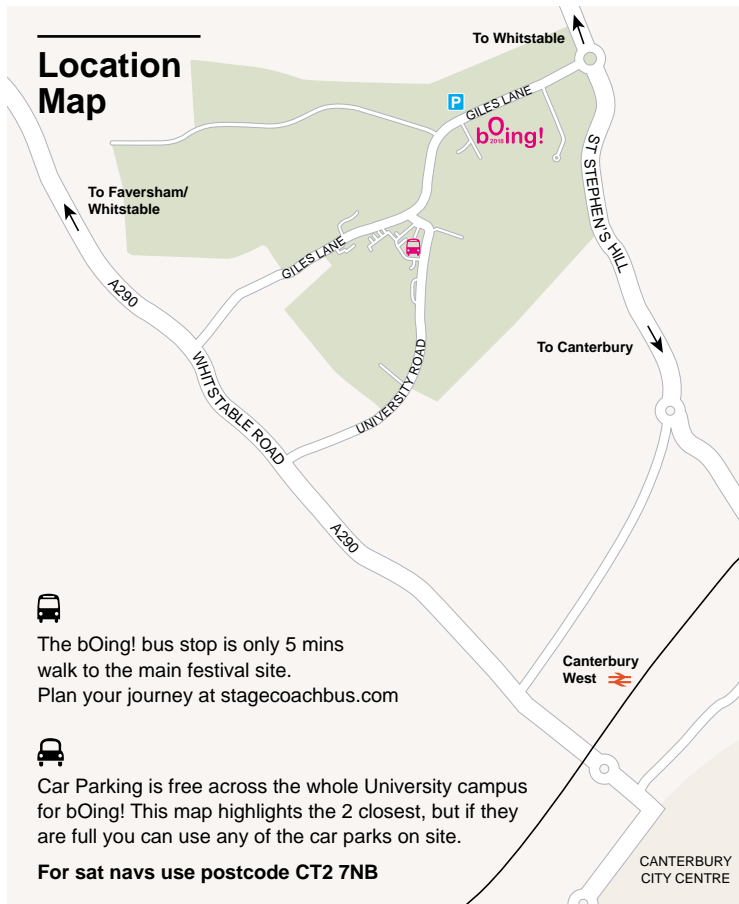 Location
Map
To Whitstable
P
GILES LANE
bOing!
2018
ST STEPHEN'S HILL
To Faversham/
Whitstable
GILES LANE
A290
To Canterbury
WHITSTABLE ROAD
UNIVERSITY ROAD
A290
The bOing! bus stop is only 5 mins
walk to the main festival site.
Plan your journey at stagecoachbus.com
Canterbury
West
Car Parking is free across the whole University campus
for bOing! This map highlights the 2 closest, but if they
are full you can use any of the car parks on site.
For sat navs use postcode CT2 7NB
CANTERBURY
CITY CENTRE